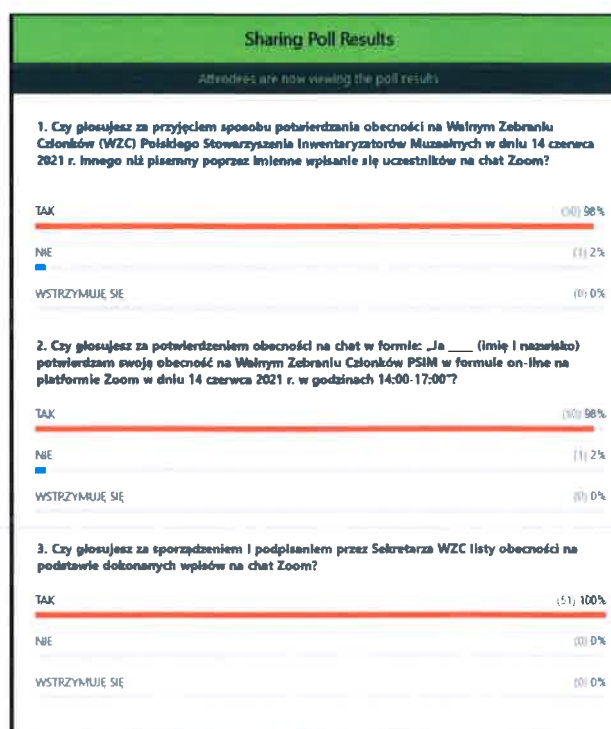 Sharing Poll Results
Attendees are now viewing the poll results
1. Czy głosujesz za przyjęciem sposobu potwierdzania obecności na Walnym Zebraniu
Członków (WZC) Polskiego Stowarzyszenia Inwentaryzatorów Muzealnych w dniu 14 czerwca
2021 r. innego niż pisemny poprzez imienne wpisanie się uczestników na chat Zoom?
TAK (50) 98%
NIE (1) 2%
WSTRZYMUJĘ SIĘ (0) 0%
2. Czy głosujesz za potwierdzeniem obecności na chat w formie: „Ja ____ (imię i nazwisko)
potwierdzam swoją obecność na Walnym Zebraniu Członków PSIM w formule on-line na
platformie Zoom w dniu 14 czerwca 2021 r. w godzinach 14:00-17:00"?
TAK (50) 98%
NIE (1) 2%
WSTRZYMUJĘ SIĘ (0) 0%
3. Czy głosujesz za sporządzeniem i podpisaniem przez Sekretarza WZC listy obecności na
podstawie dokonanych wpisów na chat Zoom?
TAK (51) 100%
NIE (0) 0%
WSTRZYMUJĘ SIĘ (0) 0%